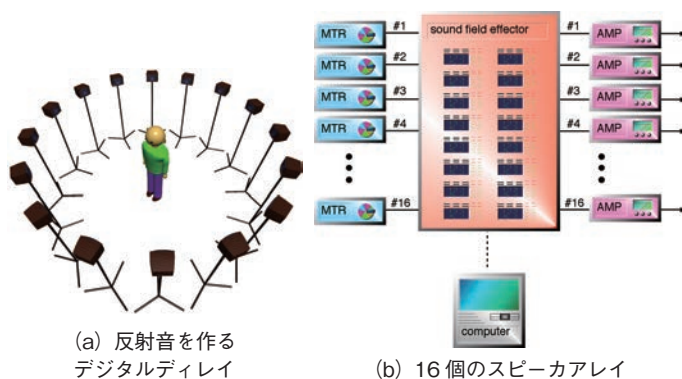 (a) 反射音を作る
デジタルディレイ
sound field effector
MTR
#1
#1
AMP
MTR
#2
#2
AMP
MTR
#3
#3
AMP
MTR
#4
#4
AMP
MTR
#16
#16
AMP
computer
(b) 16個のスピーカアレイ